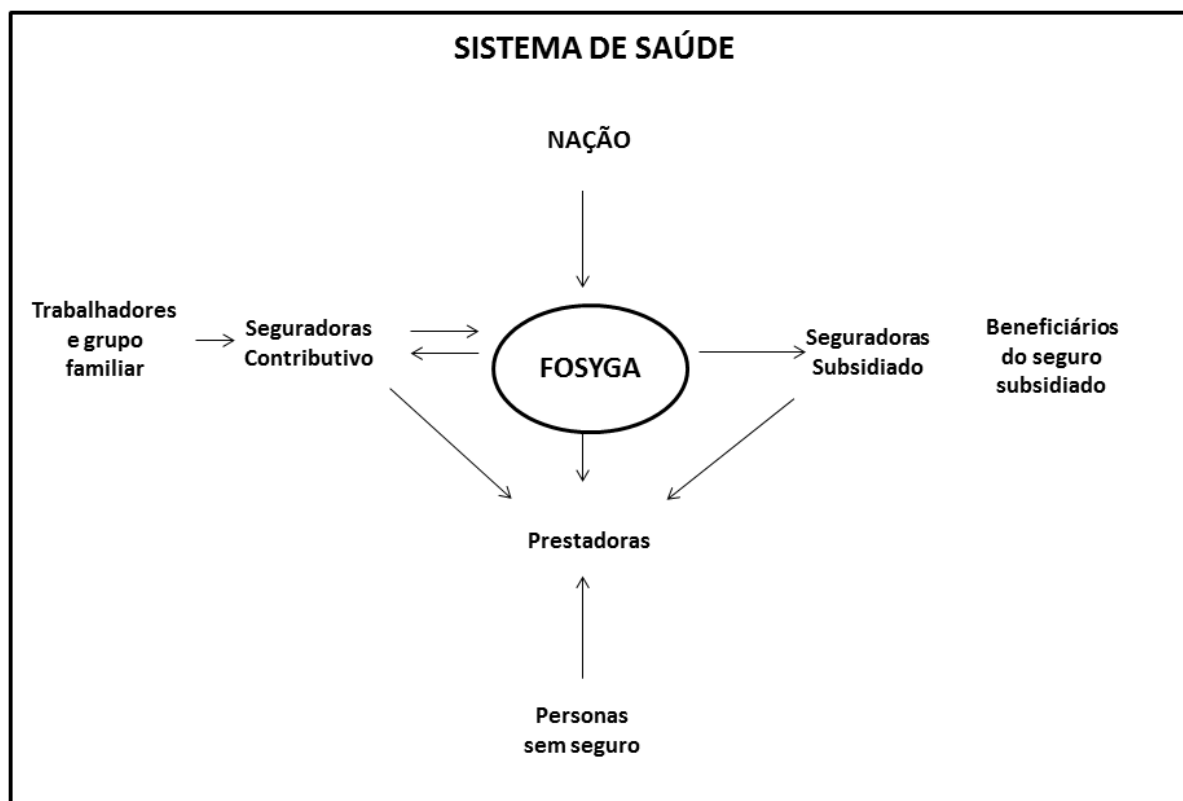 SISTEMA DE SAÚDE
NAÇÃO
Trabalhadores
e grupo
familiar
Seguradoras
Contributivo
FOSYGA
Seguradoras
Subsidiado
Beneficiários
do seguro
subsidiado
Prestadoras
Personas
sem seguro